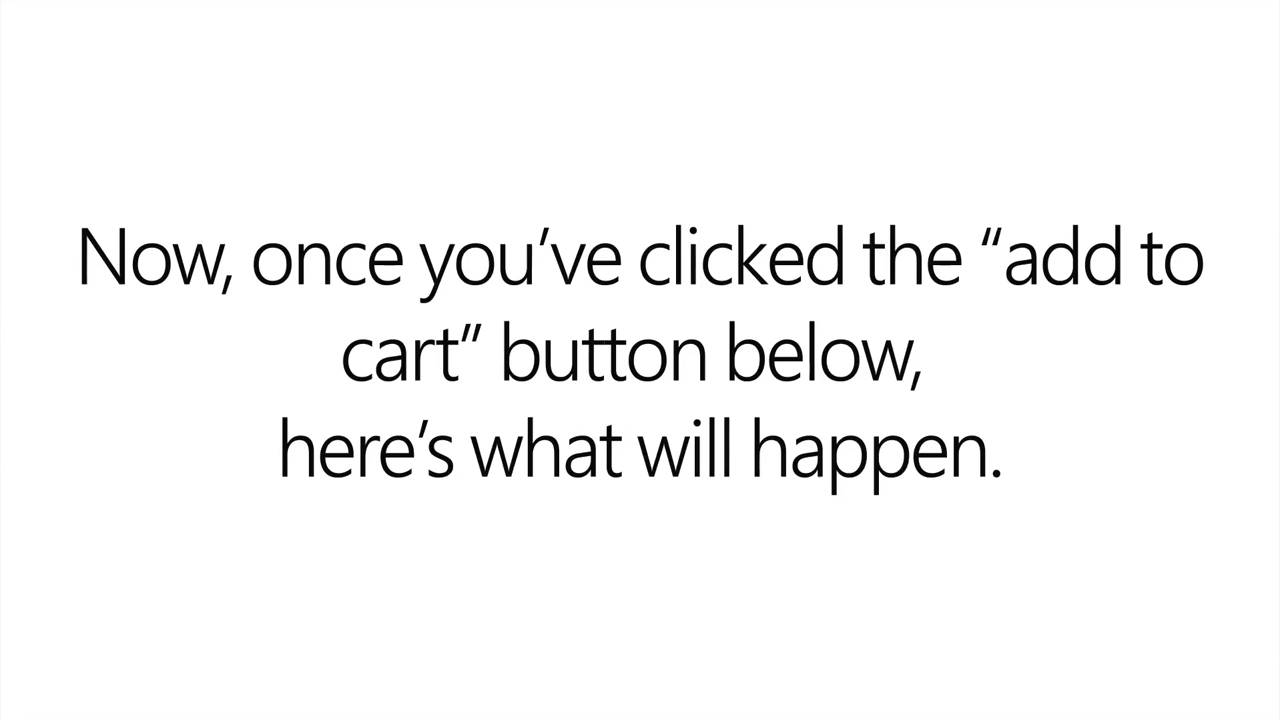 Now, once you’ve clicked the “add to
cart” button below,
here’s what will happen.